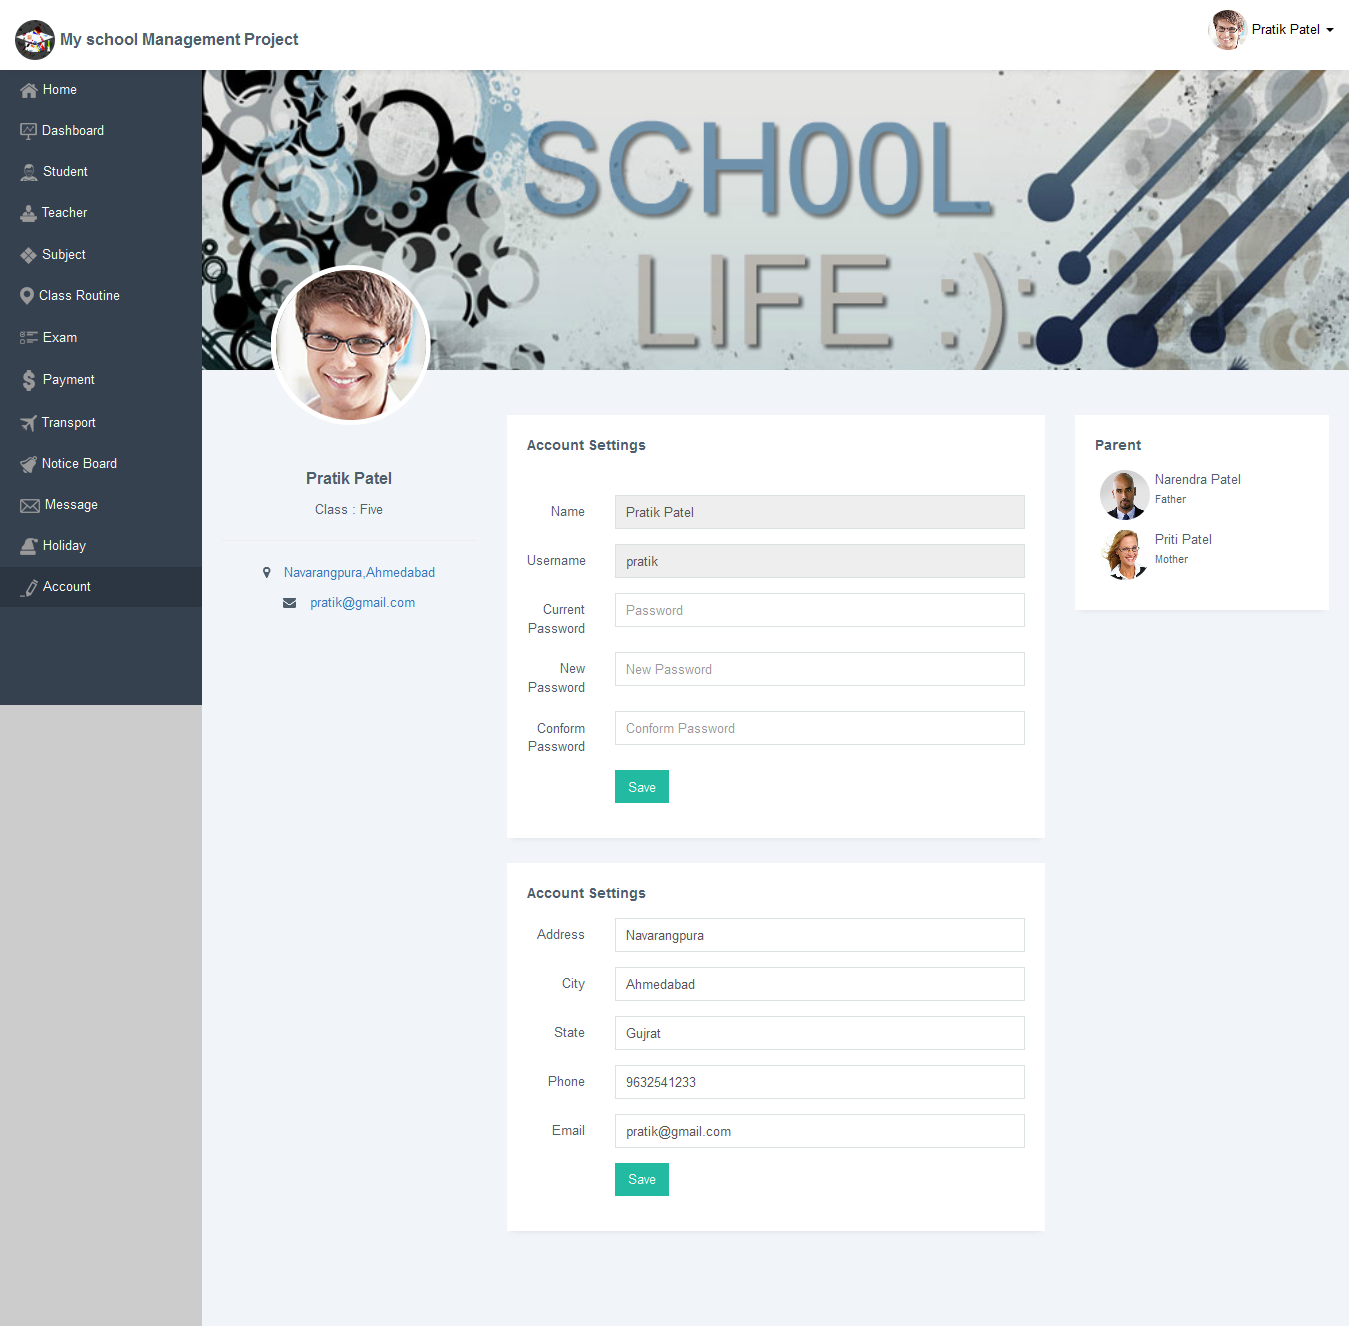 My school Management Project
Pratik Patel
Home
Dashboard
Student
Teacher
Subject
Class Routine
Exam
Payment
Transport
Notice Board
Message
Holiday
Account
SCH00L
LIFE :):
Pratik Patel
Class : Five
Navarangpura,Ahmedabad
pratik@gmail.com
Account Settings
Name
Pratik Patel
Username
pratik
Current
Password
Password
New
Password
New Password
Conform
Password
Conform Password
Save
Account Settings
Address
Navarangpura
City
Ahmedabad
State
Gujrat
Phone
9632541233
Email
pratik@gmail.com
Save
Parent
Narendra Patel
Father
Priti Patel
Mother